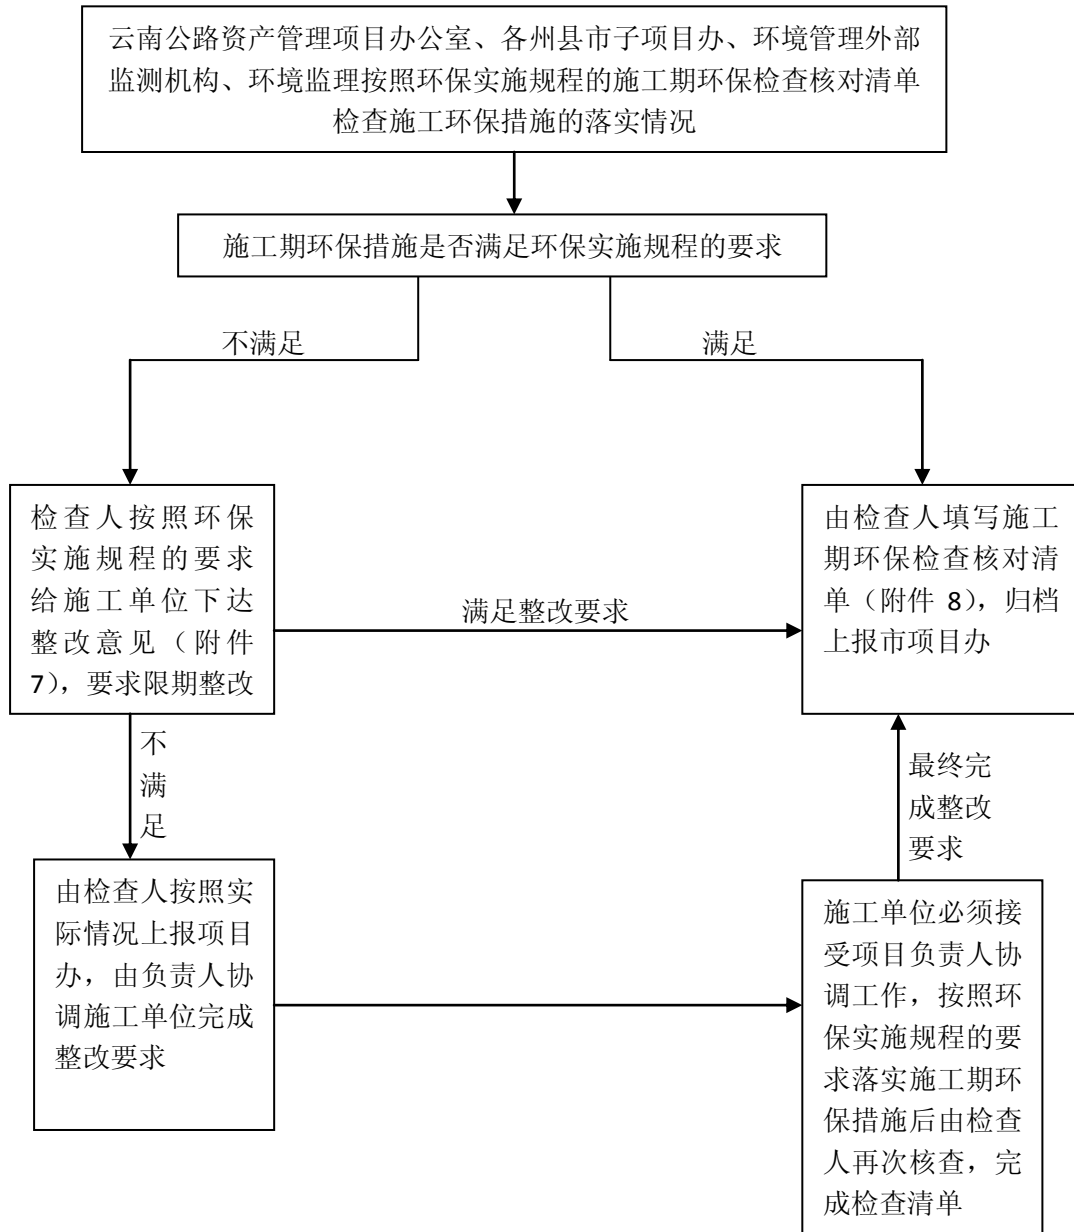 云南公路资产管理项目办公室、各州县市子项目办、环境管理外部
监测机构、环境监理按照环保实施规程的施工期环保检查核对清单
检查施工环保措施的落实情况
施工期环保措施是否满足环保实施规程的要求
不满足
满足
检查人按照环保
实施规程的要求
给施工单位下达
整改意见（附件
7），要求限期整改
满足整改要求
由检查人填写施工
期环保检查核对清
单（附件 8），归档
上报市项目办
不
满
足
最终完
成整改
要求
由检查人按照实
际情况上报项目
办，由负责人协
调施工单位完成
整改要求
施工单位必须接
受项目负责人协
调工作，按照环
保实施规程的要
求落实施工期环
保措施后由检查
人再次核查，完
成检查清单